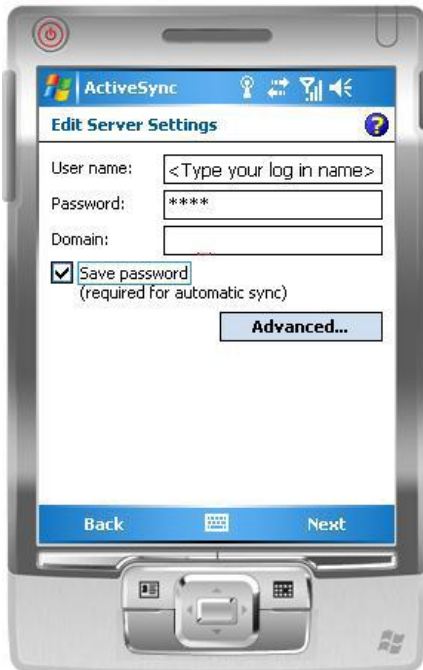 ActiveSync
Edit Server Settings
User name: <Type your log in name>
Password: ****
Domain:
Save password
(required for automatic sync)
Advanced...
Back Next